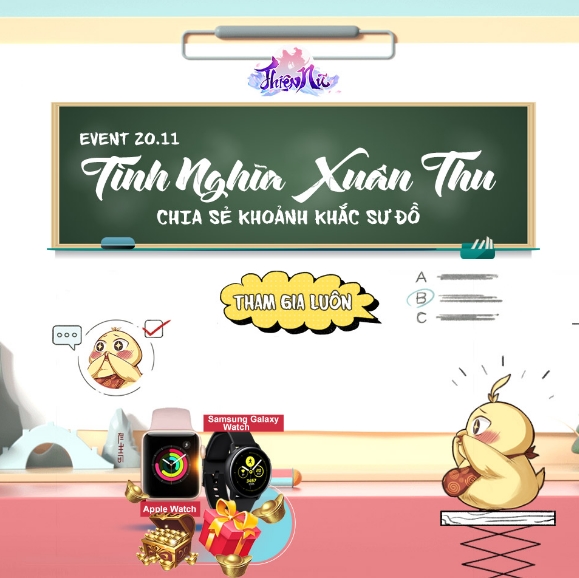 Thiện Nữ
EVENT 20.11
Tình Nghĩa Xuân Thu
CHIA SẺ KHOẢNH KHẮC SƯ ĐỒ
THAM GIA LUÔN
A
B
C
Samsung Galaxy
Watch
Apple Watch